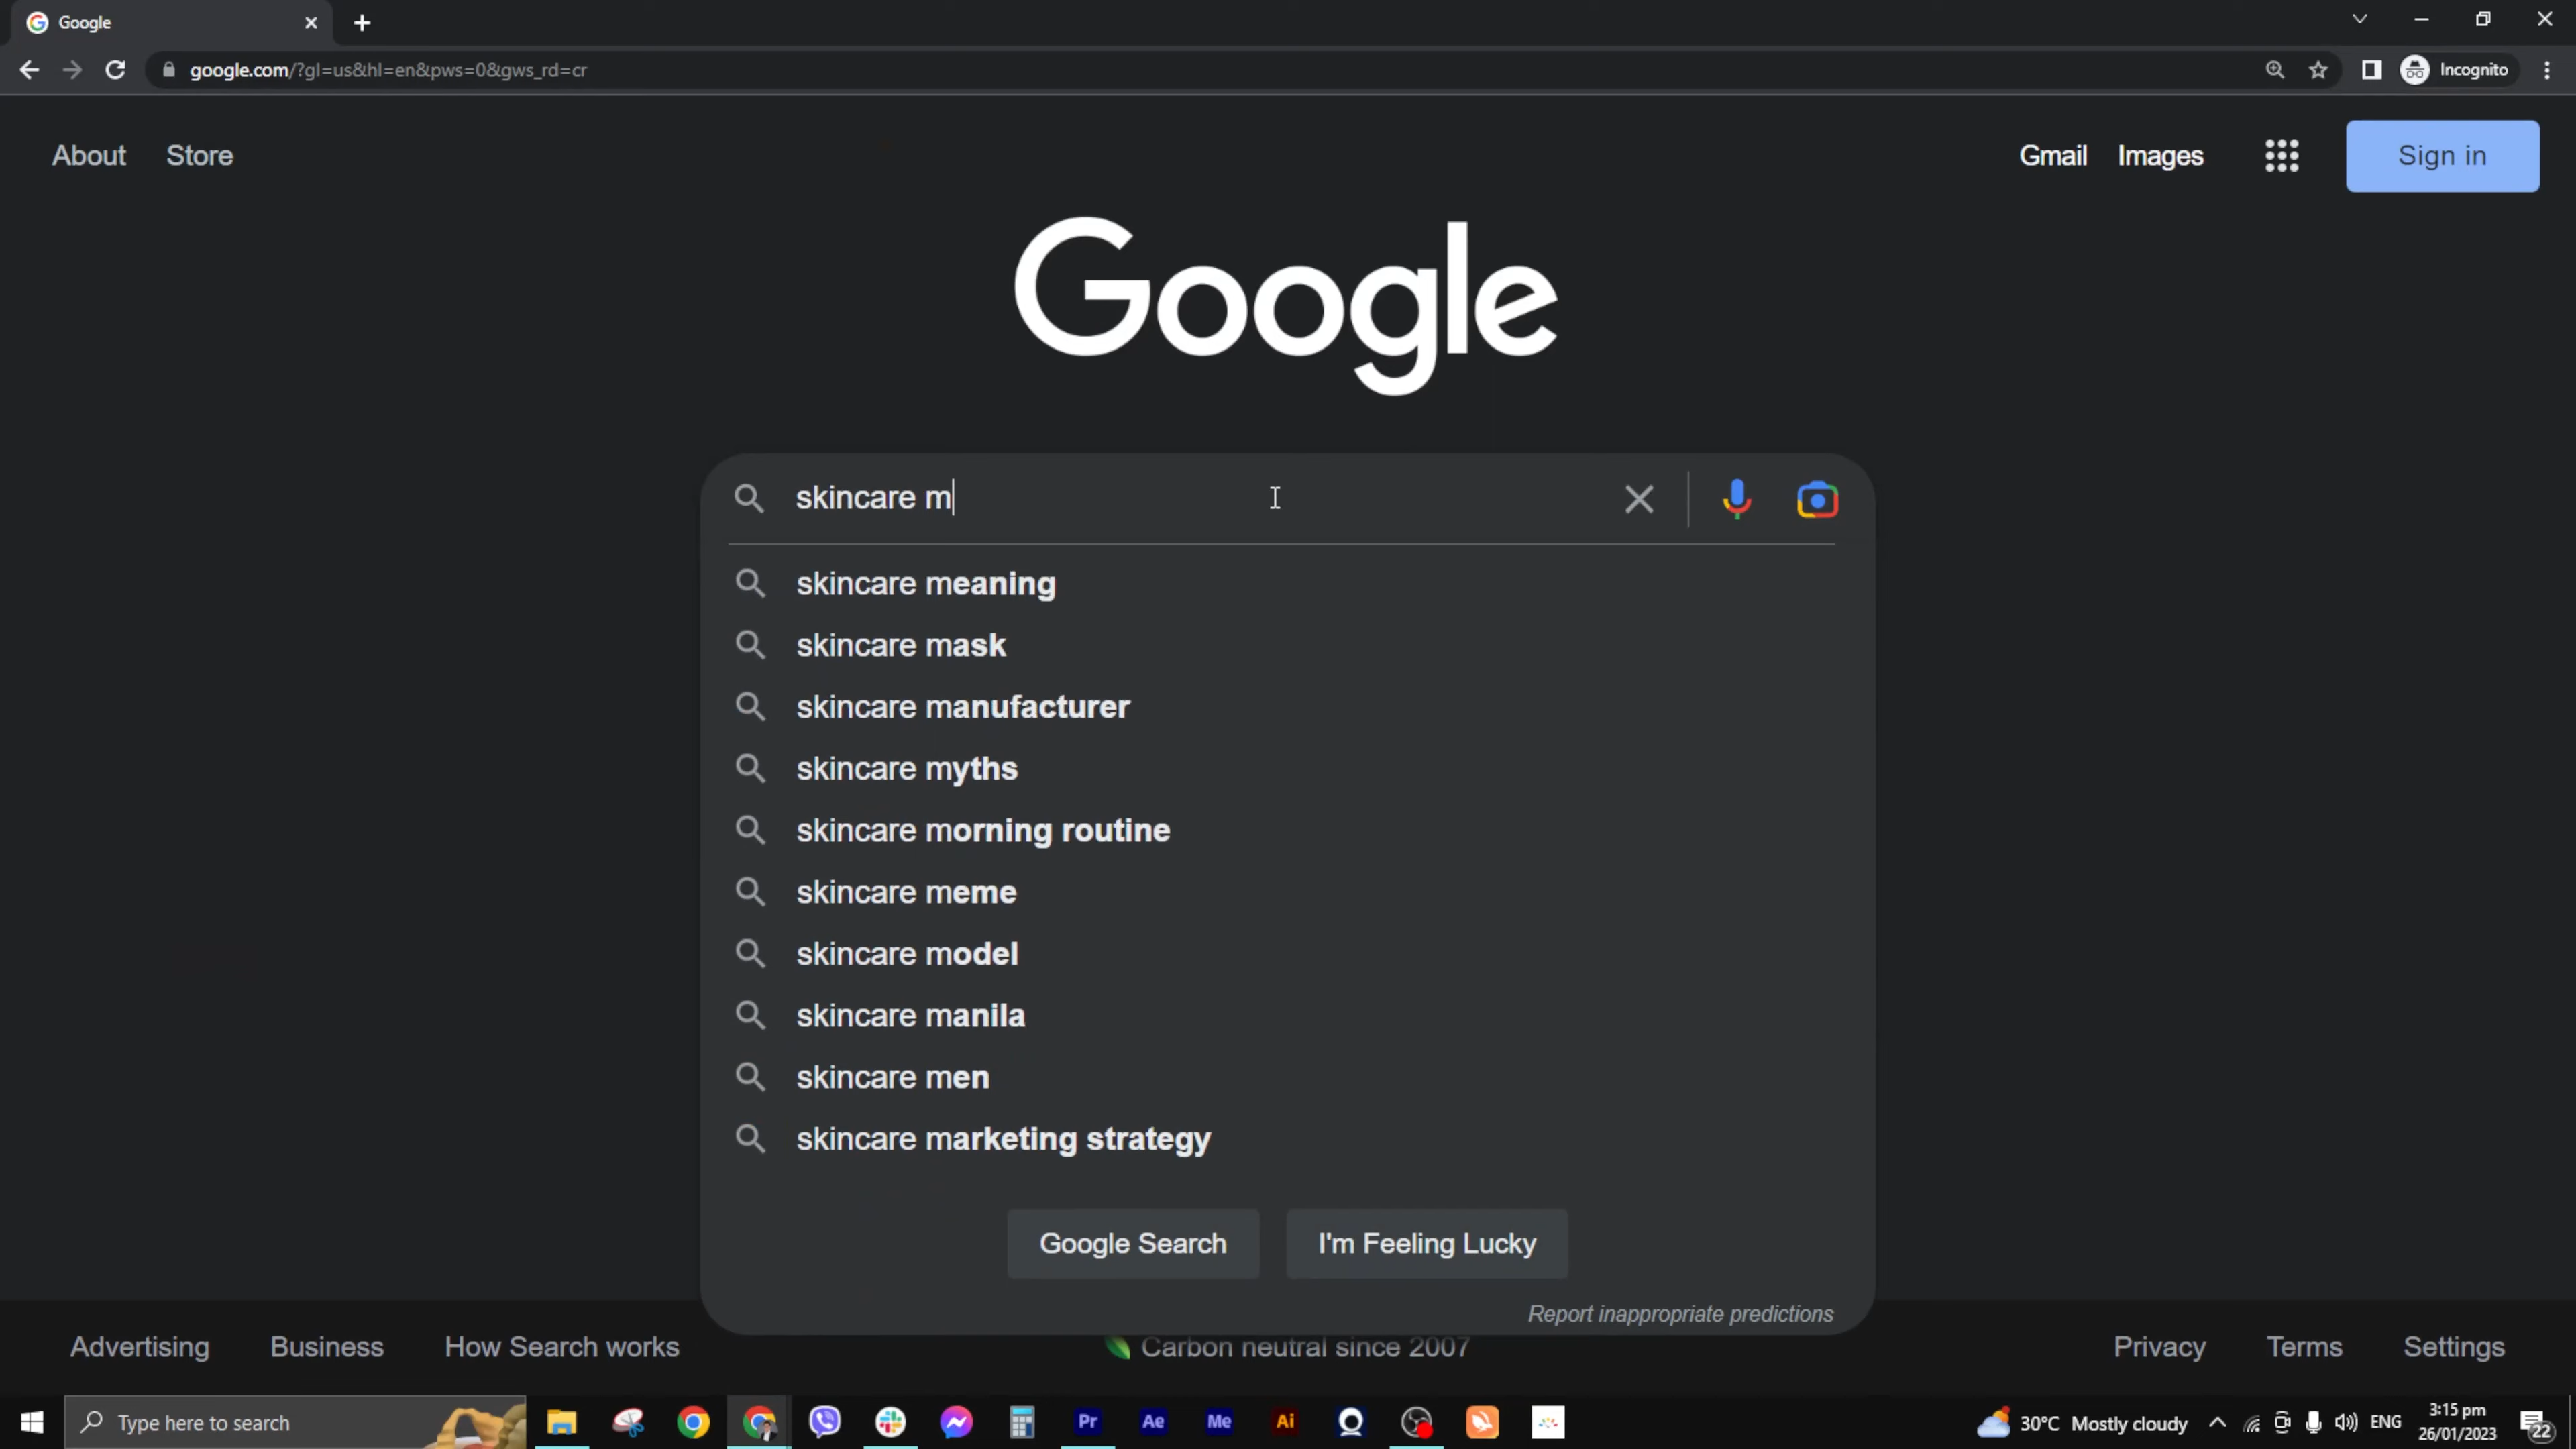 Google
google.com/?gl=us&hl=en&pws=0&gws_rd=cr
Incognito
About Store
Gmail Images
Sign in
Google
skincare m
skincare meaning
skincare mask
skincare manufacturer
skincare myths
skincare morning routine
skincare meme
skincare model
skincare manila
skincare men
skincare marketing strategy
Google Search I'm Feeling Lucky
Report inappropriate predictions
Advertising Business How Search works
Carbon neutral since 2007
Privacy Terms Settings
Type here to search
Pr Ae Me Ai
30°C Mostly cloudy
ENG
3:15 pm
26/01/2023
22